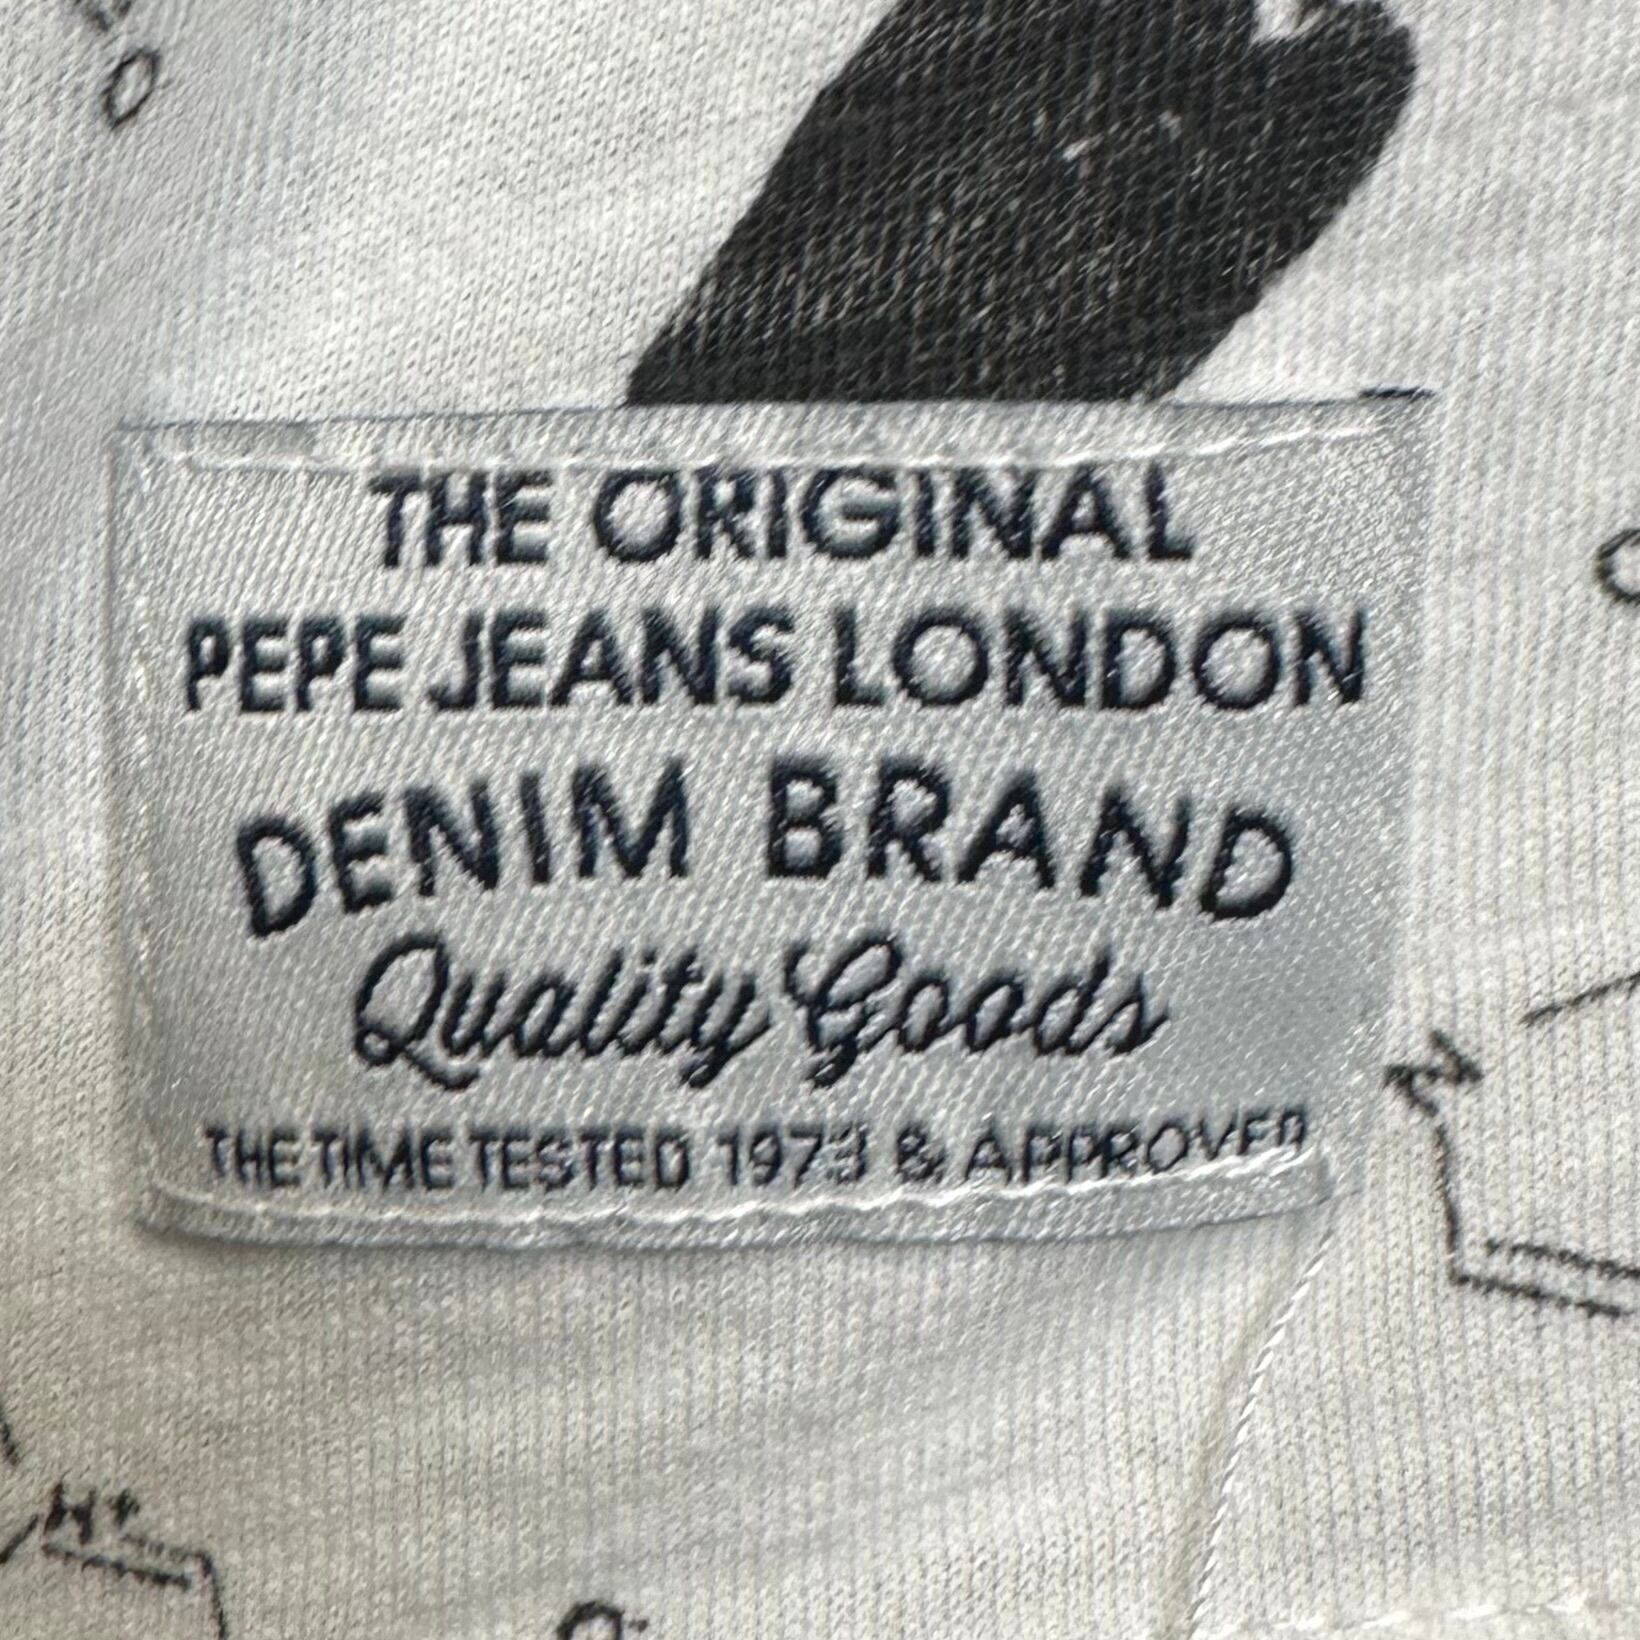 THE ORIGINAL
PEPE JEANS LONDON
DENIM BRAND
Quality Goods
THE TIME TESTED 1973 & APPROVED
N
N+